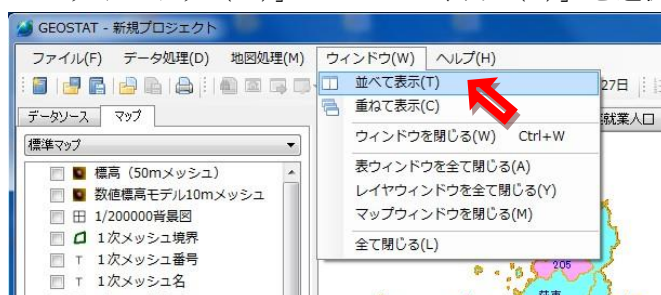 GEOSTAT - 新規プロジェクト
ファイル(F) データ処理(D) 地図処理(M) ウィンドウ(W) ヘルプ(H)
並べて表示(T)
27日
重ねて表示(C)
就業人口
ウィンドウを閉じる(W) Ctrl+W
表ウィンドウを全て閉じる(A)
レイヤウィンドウを全て閉じる(Y)
マップウィンドウを閉じる(M)
全て閉じる(L)
データソース マップ
標準マップ
標高（50mメッシュ）
数値標高モデル10mメッシュ
1/200000背景図
1次メッシュ境界
T 1次メッシュ番号
T 1次メッシュ名
205